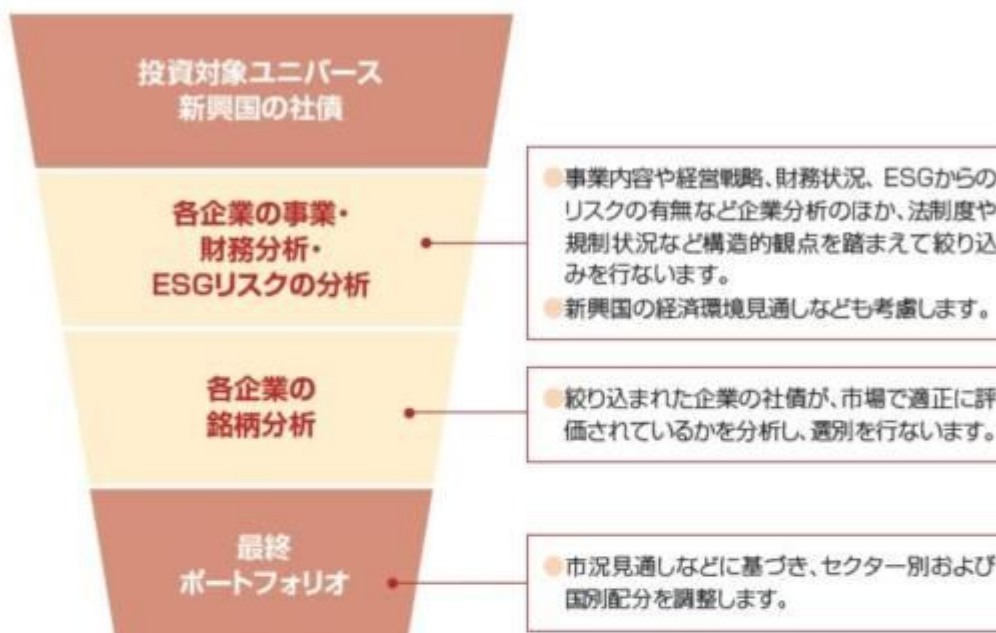 投資対象ユニバース
新興国の社債
各企業の事業・
財務分析・
ESGリスクの分析
●事業内容や経営戦略、財務状況、ESGからの
リスクの有無など企業分析のほか、法制度や
規制状況など構造的観点を踏まえて絞り込
みを行ないます。
●新興国の経済環境見通しなども考慮します。
各企業の
銘柄分析
●絞り込まれた企業の社債が、市場で適正に評
価されているかを分析し、選別を行ないます。
最終
ポートフォリオ
●市況見通しなどに基づき、セクター別および
国別配分を調整します。